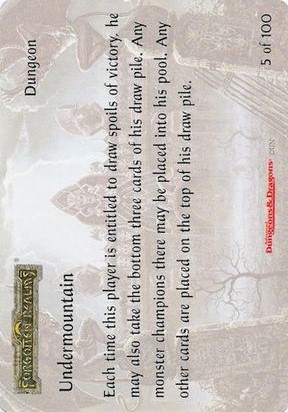 FORGOTTEN REALMS
Undermountain
Dungeon
Each time this player is entitled to draw spoils of victory, he
may also take the bottom three cards of his draw pile. Any
monster champions there may be placed into his pool. Any
other cards are placed on the top of his draw pile.
Dungeons & Dragons
DUN
5 of 100